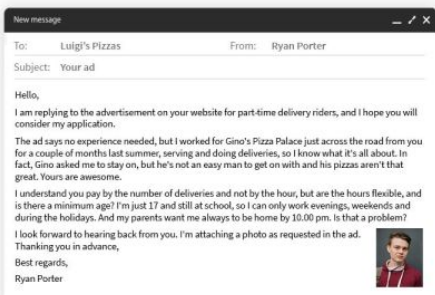 New message
To: Luigi's Pizzas From: Ryan Porter
Subject: Your ad
Hello,
I am replying to the advertisement on your website for part-time delivery riders, and I hope you will
consider my application.
The ad says no experience needed, but I worked for Gino's Pizza Palace just across the road from you
for a couple of months last summer, serving and doing deliveries, so I know what it's all about. In
fact, Gino asked me to stay on, but he's not an easy man to get on with and his pizzas aren't that
great. Yours are awesome.
I understand you pay by the number of deliveries and not by the hour, but are the hours flexible, and
is there a minimum age? I'm just 17 and still at school, so I can only work evenings, weekends and
during the holidays. And my parents want me always to be home by 10.00 pm. Is that a problem?
I look forward to hearing back from you. I'm attaching a photo as requested in the ad.
Thanking you in advance,
Best regards,
Ryan Porter